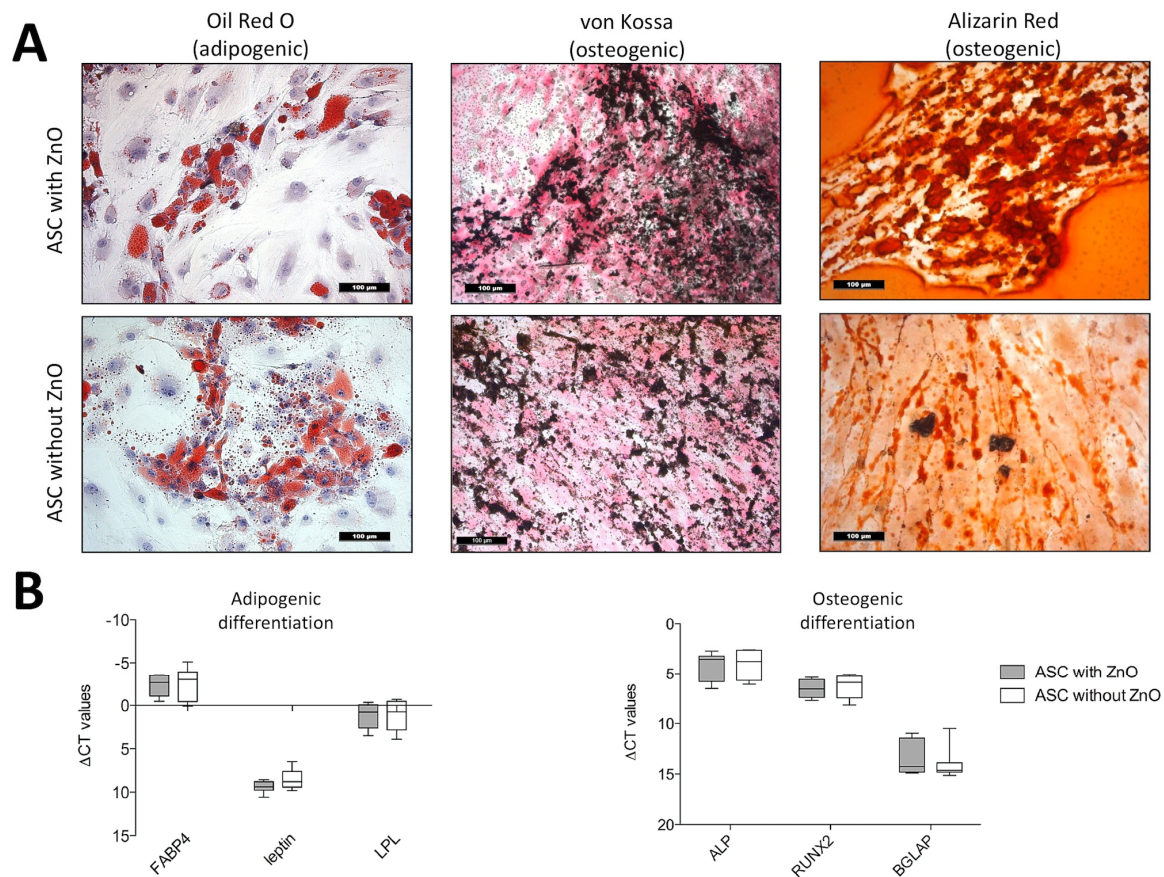 A
Oil Red O
(adipogenic)
von Kossa
(osteogenic)
Alizarin Red
(osteogenic)
ASC with ZnO
100 µm
100 µm
100 µm
ASC without ZnO
100 µm
100 µm
100 µm
B
Adipogenic
differentiation
ΔCT values
-10
-5
0
5
10
15
FABP4
leptin
LPL
Osteogenic
differentiation
ΔCT values
0
5
10
15
20
ALP
RUNX2
BGLAP
ASC with ZnO
ASC without ZnO